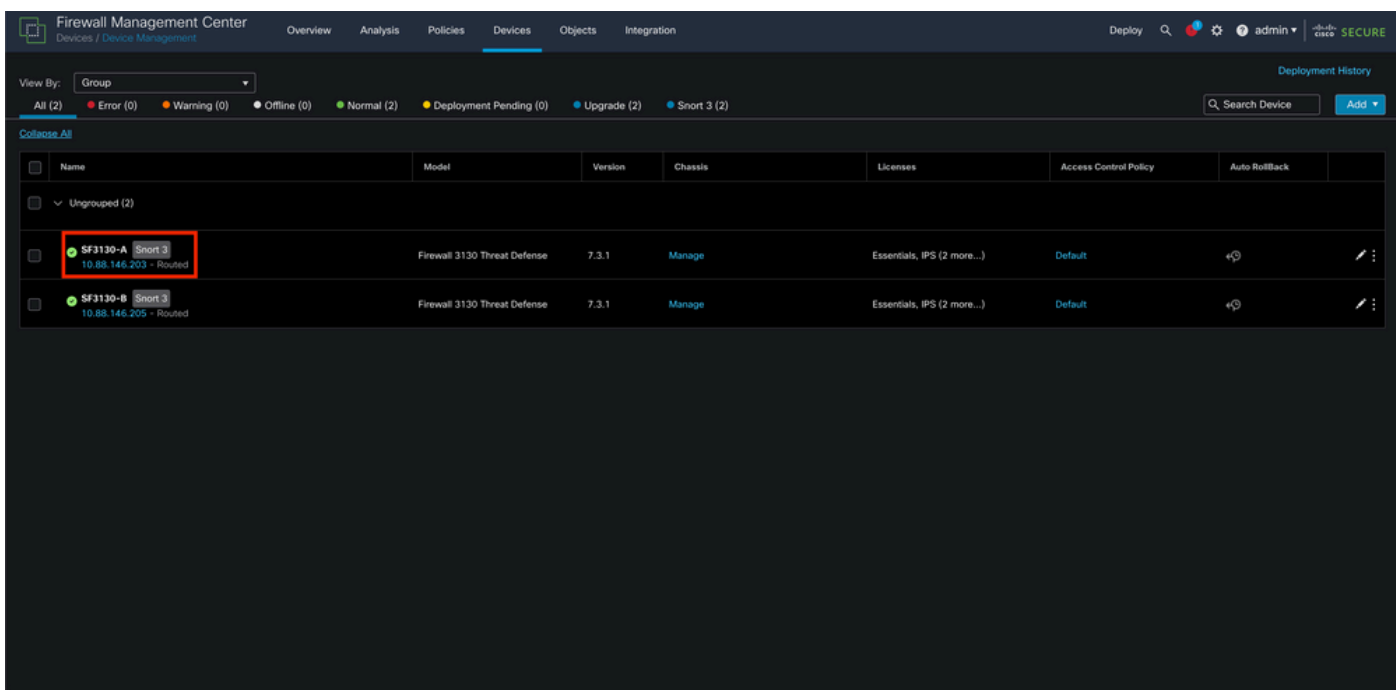 Firewall Management Center
Devices / Device Management
Overview Analysis Policies Devices Objects Integration
Deploy 1 admin cisco SECURE
Deployment History
View By: Group
All (2) Error (0) Warning (0) Offline (0) Normal (2) Deployment Pending (0) Upgrade (2) Snort 3 (2)
Search Device Add
Collapse All
Name Model Version Chassis Licenses Access Control Policy Auto RollBack
Ungrouped (2)
SF3130-A Snort 3
10.88.146.203 - Routed
Firewall 3130 Threat Defense 7.3.1 Manage Essentials, IPS (2 more...) Default
SF3130-B Snort 3
10.88.146.205 - Routed
Firewall 3130 Threat Defense 7.3.1 Manage Essentials, IPS (2 more...) Default